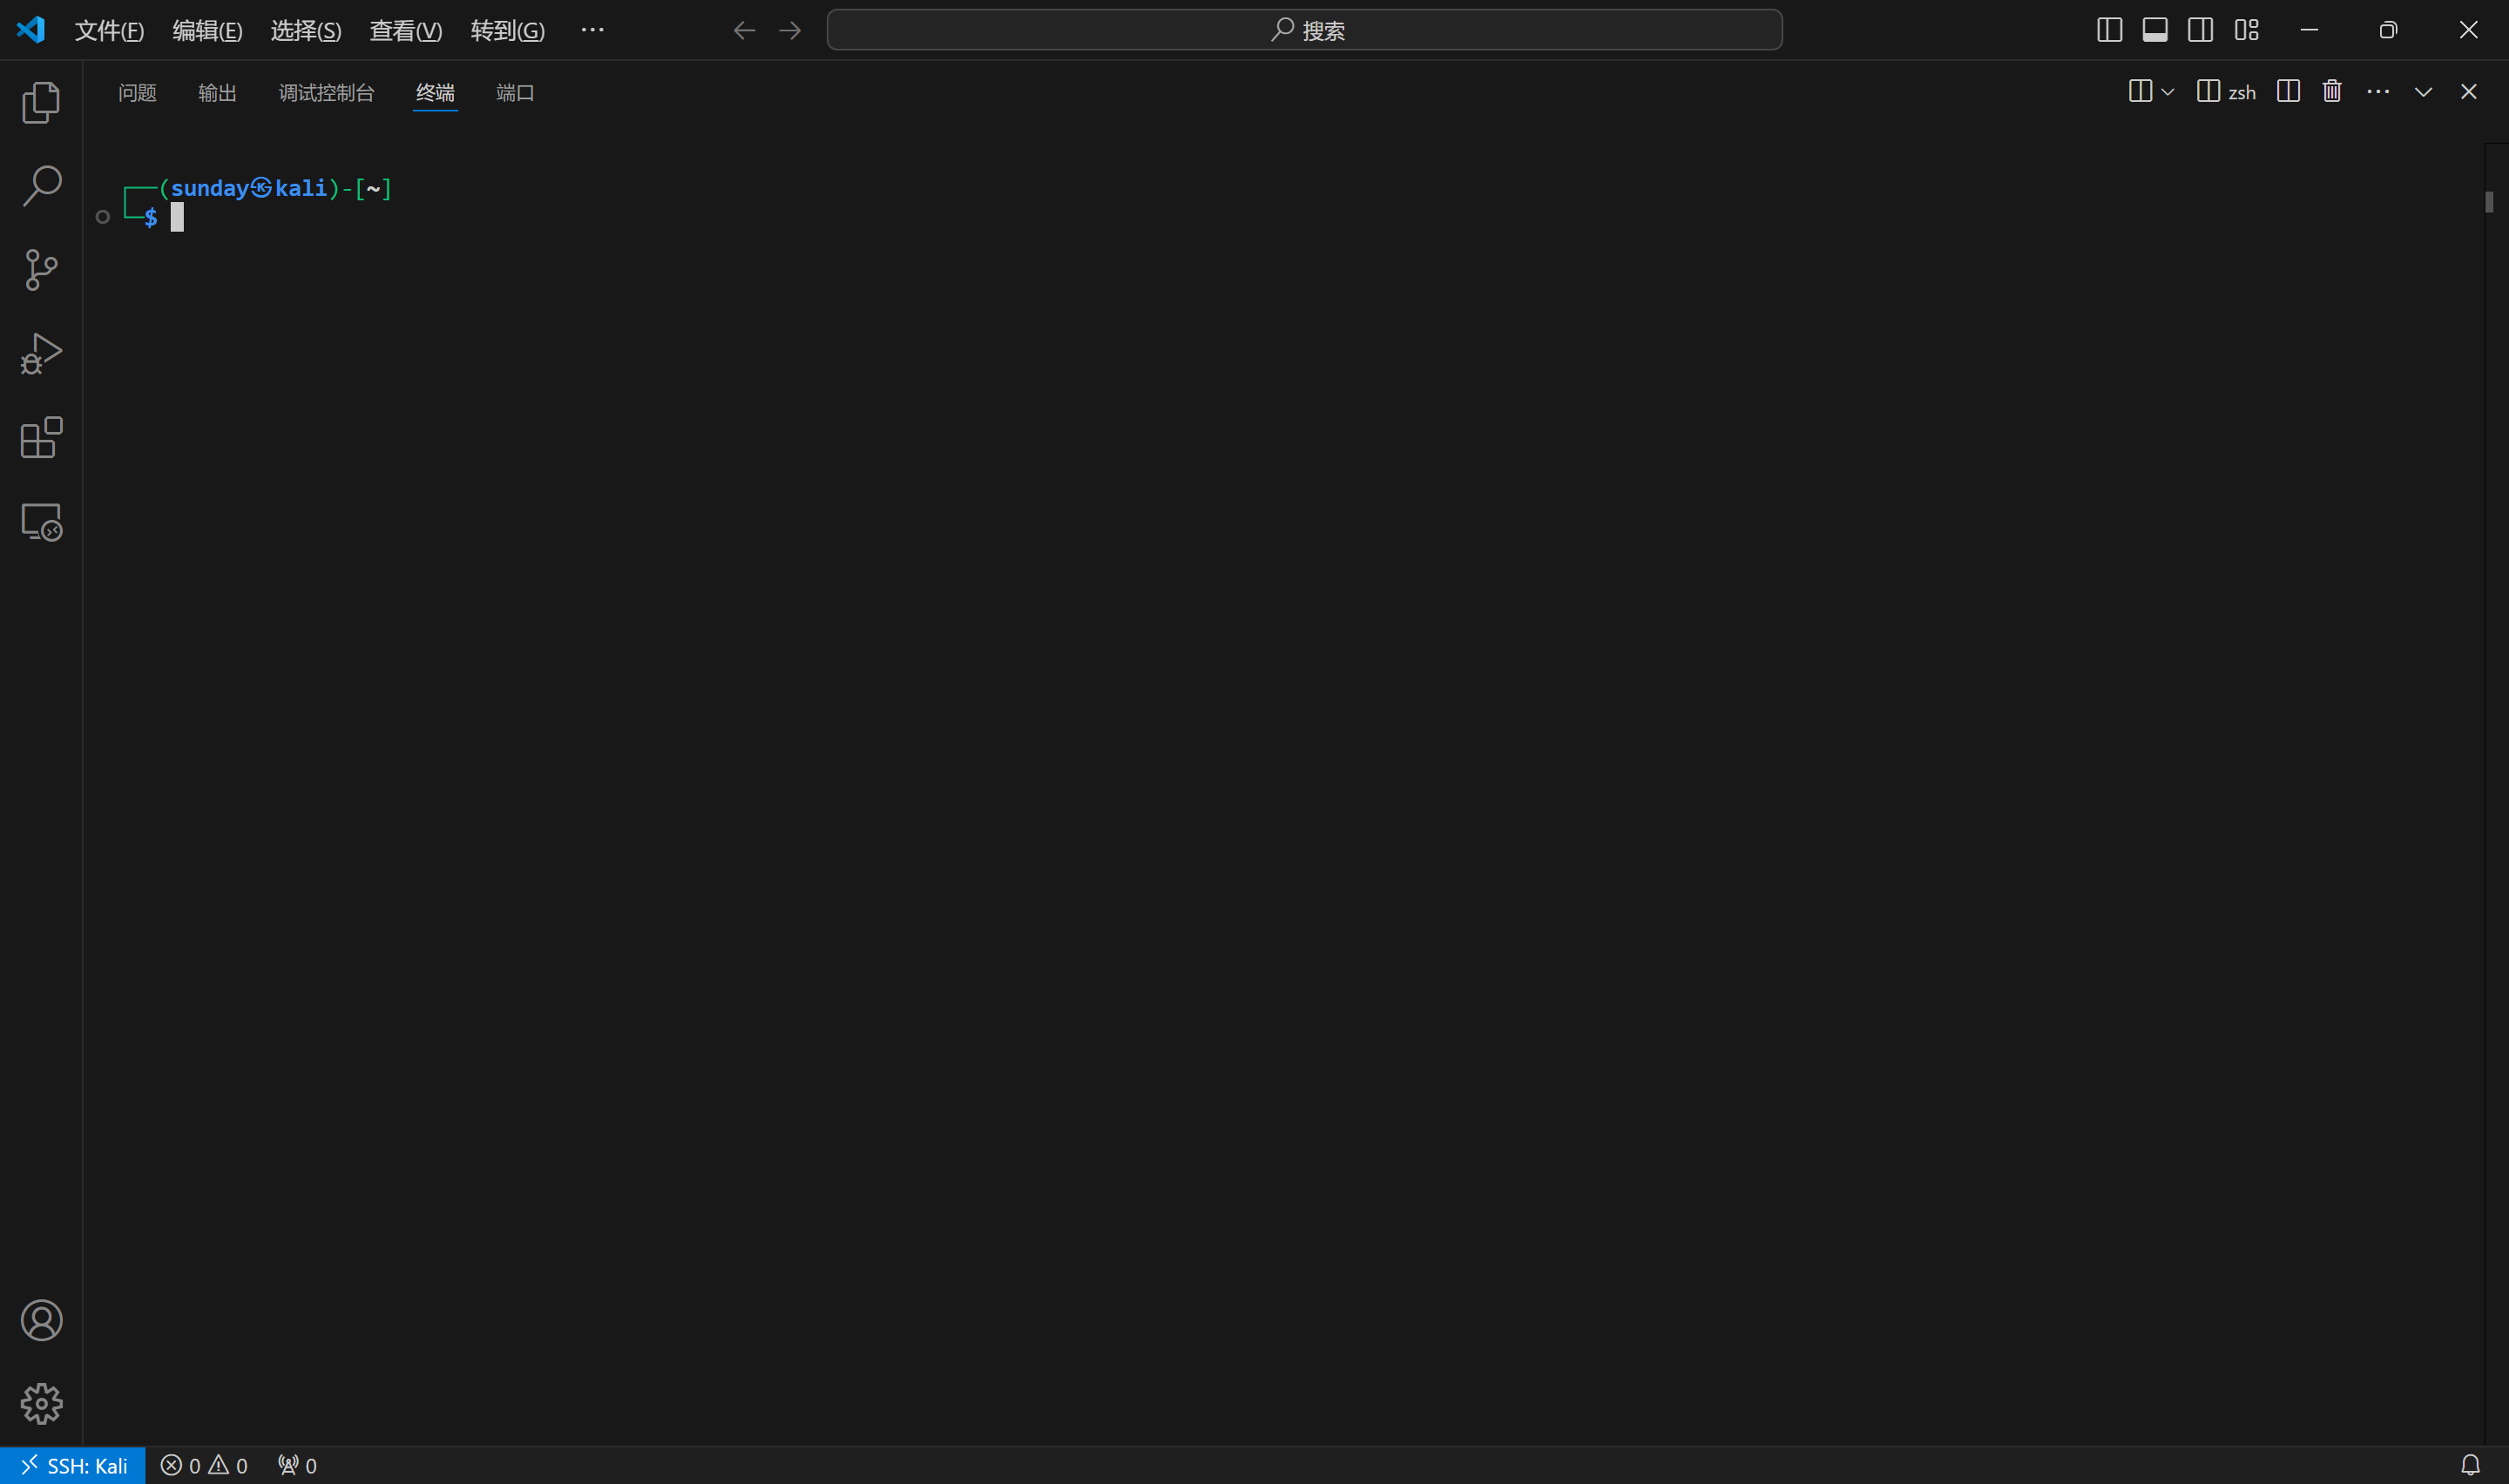 文件(F) 编辑(E) 选择(S) 查看(V) 转到(G) ··· 搜索
问题 输出 调试控制台 终端 端口 zsh ···
┌──(sunday㉿kali)-[~]
└─$
SSH: Kali 0 0 0